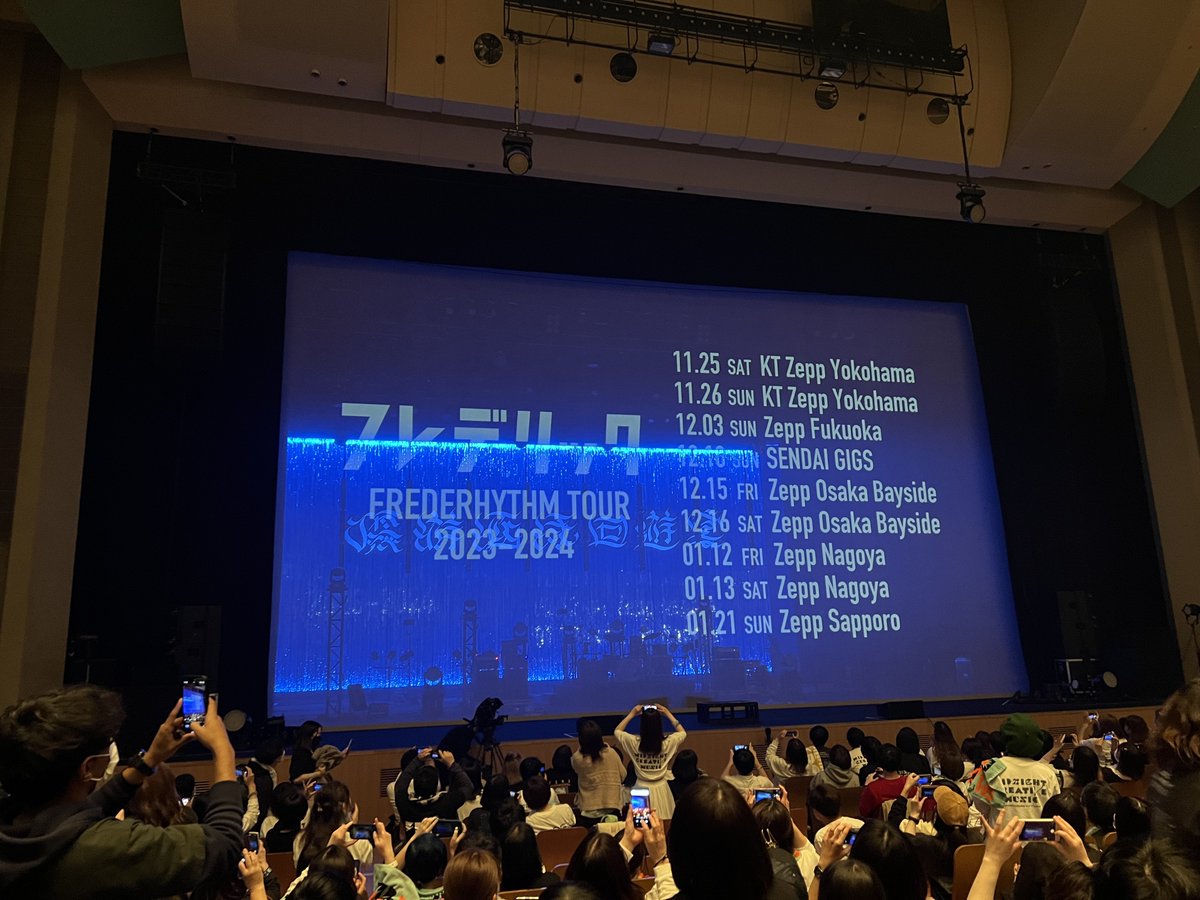 フレデリック
FREDERHYTHM TOUR
2023–2024
11.25 SAT KT Zepp Yokohama
11.26 SUN KT Zepp Yokohama
12.03 SUN Zepp Fukuoka
SUN SENDAI GIGS
12.15 FRI Zepp Osaka Bayside
12.16 SAT Zepp Osaka Bayside
01.12 FRI Zepp Nagoya
01.13 SAT Zepp Nagoya
01.21 SUN Zepp Sapporo